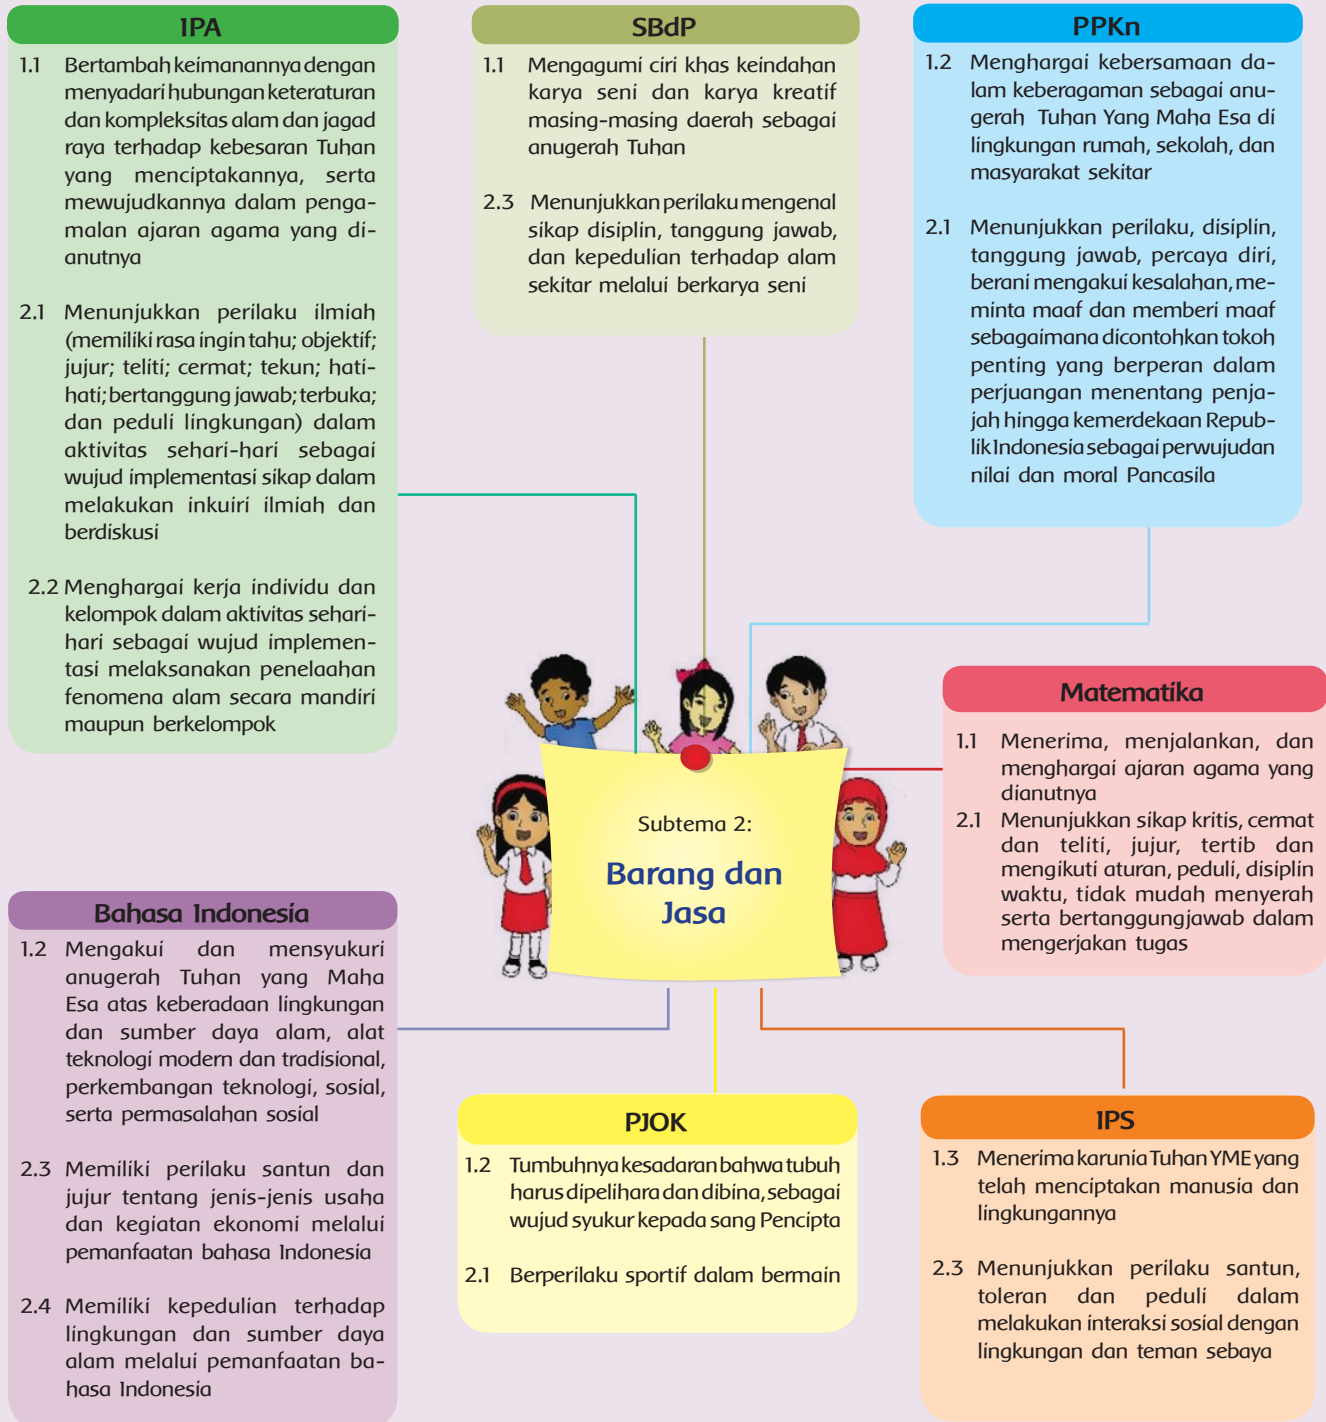 IPA
1.1 Bertambah keimanannya dengan
menyadari hubungan keteraturan
dan kompleksitas alam dan jagad
raya terhadap kebesaran Tuhan
yang menciptakannya, serta
mewujudkannya dalam penga-
malan ajaran agama yang di-
anutnya
2.1 Menunjukkan perilaku ilmiah
(memiliki rasa ingin tahu; objektif;
jujur; teliti; cermat; tekun; hati-
hati; bertanggung jawab; terbuka;
dan peduli lingkungan) dalam
aktivitas sehari-hari sebagai
wujud implementasi sikap dalam
melakukan inkuiri ilmiah dan
berdiskusi
2.2 Menghargai kerja individu dan
kelompok dalam aktivitas sehari-
hari sebagai wujud implemen-
tasi melaksanakan penelaahan
fenomena alam secara mandiri
maupun berkelompok
SBdP
1.1 Mengagumi ciri khas keindahan
karya seni dan karya kreatif
masing-masing daerah sebagai
anugerah Tuhan
2.3 Menunjukkan perilaku mengenal
sikap disiplin, tanggung jawab,
dan kepedulian terhadap alam
sekitar melalui berkarya seni
PPKn
1.2 Menghargai kebersamaan da-
lam keberagaman sebagai anu-
gerah Tuhan Yang Maha Esa di
lingkungan rumah, sekolah, dan
masyarakat sekitar
2.1 Menunjukkan perilaku, disiplin,
tanggung jawab, percaya diri,
berani mengakui kesalahan, me-
minta maaf dan memberi maaf
sebagaimana dicontohkan tokoh
penting yang berperan dalam
perjuangan menentang penja-
jah hingga kemerdekaan Repub-
lik Indonesia sebagai perwujudan
nilai dan moral Pancasila
Matematika
1.1 Menerima, menjalankan, dan
menghargai ajaran agama yang
dianutnya
2.1 Menunjukkan sikap kritis, cermat
dan teliti, jujur, tertib dan
mengikuti aturan, peduli, disiplin
waktu, tidak mudah menyerah
serta bertanggungjawab dalam
mengerjakan tugas
Subtema 2:
Barang dan
Jasa
Bahasa Indonesia
1.2 Mengakui dan mensyukuri
anugerah Tuhan yang Maha
Esa atas keberadaan lingkungan
dan sumber daya alam, alat
teknologi modern dan tradisional,
perkembangan teknologi, sosial,
serta permasalahan sosial
2.3 Memiliki perilaku santun dan
jujur tentang jenis-jenis usaha
dan kegiatan ekonomi melalui
pemanfaatan bahasa Indonesia
2.4 Memiliki kepedulian terhadap
lingkungan dan sumber daya
alam melalui pemanfaatan ba-
hasa Indonesia
PJOK
1.2 Tumbuhnya kesadaran bahwa tubuh
harus dipelihara dan dibina, sebagai
wujud syukur kepada sang Pencipta
2.1 Berperilaku sportif dalam bermain
IPS
1.3 Menerima karunia Tuhan YME yang
telah menciptakan manusia dan
lingkungannya
2.3 Menunjukkan perilaku santun,
toleran dan peduli dalam
melakukan interaksi sosial dengan
lingkungan dan teman sebaya